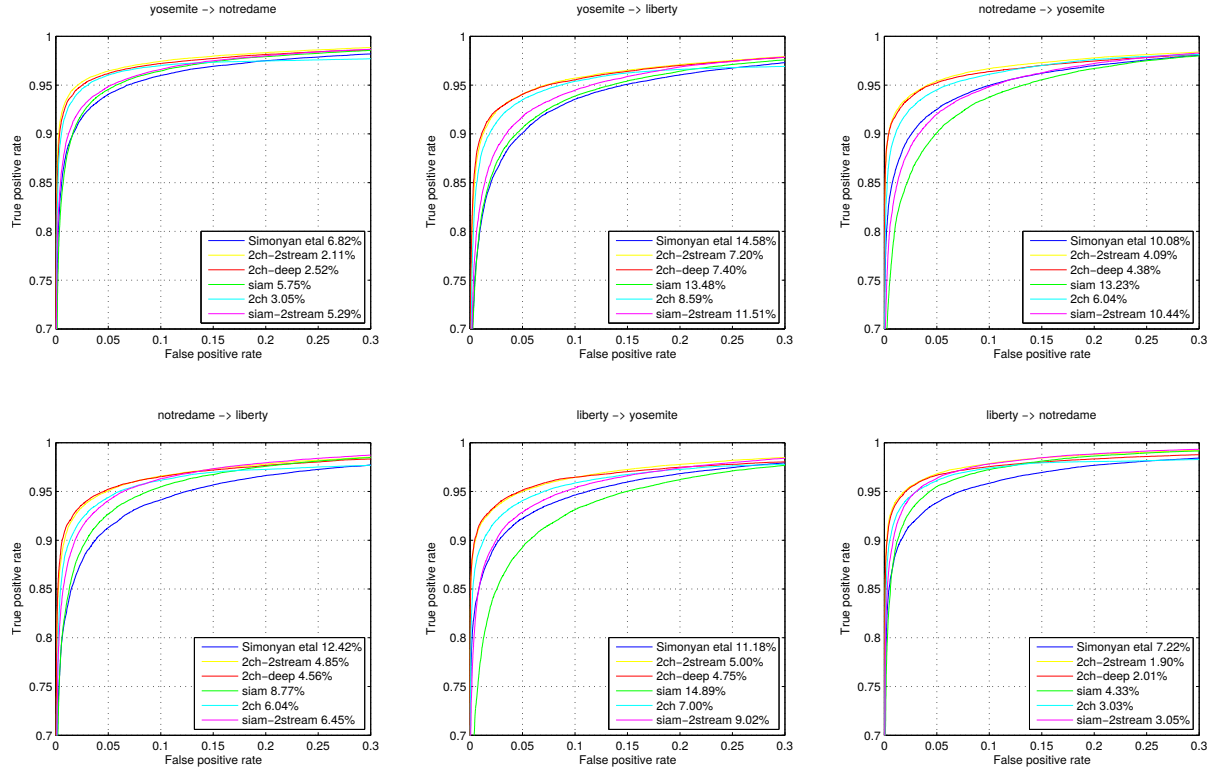 yosemite −> notredame
1
0.95
0.9
0.85
0.8
0.75
0.7
True positive rate
Simonyan etal 6.82%
2ch-2stream 2.11%
2ch-deep 2.52%
siam 5.75%
2ch 3.05%
siam-2stream 5.29%
0 0.05 0.1 0.15 0.2 0.25 0.3
False positive rate
yosemite −> liberty
1
0.95
0.9
0.85
0.8
0.75
0.7
True positive rate
Simonyan etal 14.58%
2ch-2stream 7.20%
2ch-deep 7.40%
siam 13.48%
2ch 8.59%
siam-2stream 11.51%
0 0.05 0.1 0.15 0.2 0.25 0.3
False positive rate
notredame −> yosemite
1
0.95
0.9
0.85
0.8
0.75
0.7
True positive rate
Simonyan etal 10.08%
2ch-2stream 4.09%
2ch-deep 4.38%
siam 13.23%
2ch 6.04%
siam-2stream 10.44%
0 0.05 0.1 0.15 0.2 0.25 0.3
False positive rate
notredame −> liberty
1
0.95
0.9
0.85
0.8
0.75
0.7
True positive rate
Simonyan etal 12.42%
2ch-2stream 4.85%
2ch-deep 4.56%
siam 8.77%
2ch 6.04%
siam-2stream 6.45%
0 0.05 0.1 0.15 0.2 0.25 0.3
False positive rate
liberty −> yosemite
1
0.95
0.9
0.85
0.8
0.75
0.7
True positive rate
Simonyan etal 11.18%
2ch-2stream 5.00%
2ch-deep 4.75%
siam 14.89%
2ch 7.00%
siam-2stream 9.02%
0 0.05 0.1 0.15 0.2 0.25 0.3
False positive rate
liberty −> notredame
1
0.95
0.9
0.85
0.8
0.75
0.7
True positive rate
Simonyan etal 7.22%
2ch-2stream 1.90%
2ch-deep 2.01%
siam 4.33%
2ch 3.03%
siam-2stream 3.05%
0 0.05 0.1 0.15 0.2 0.25 0.3
False positive rate